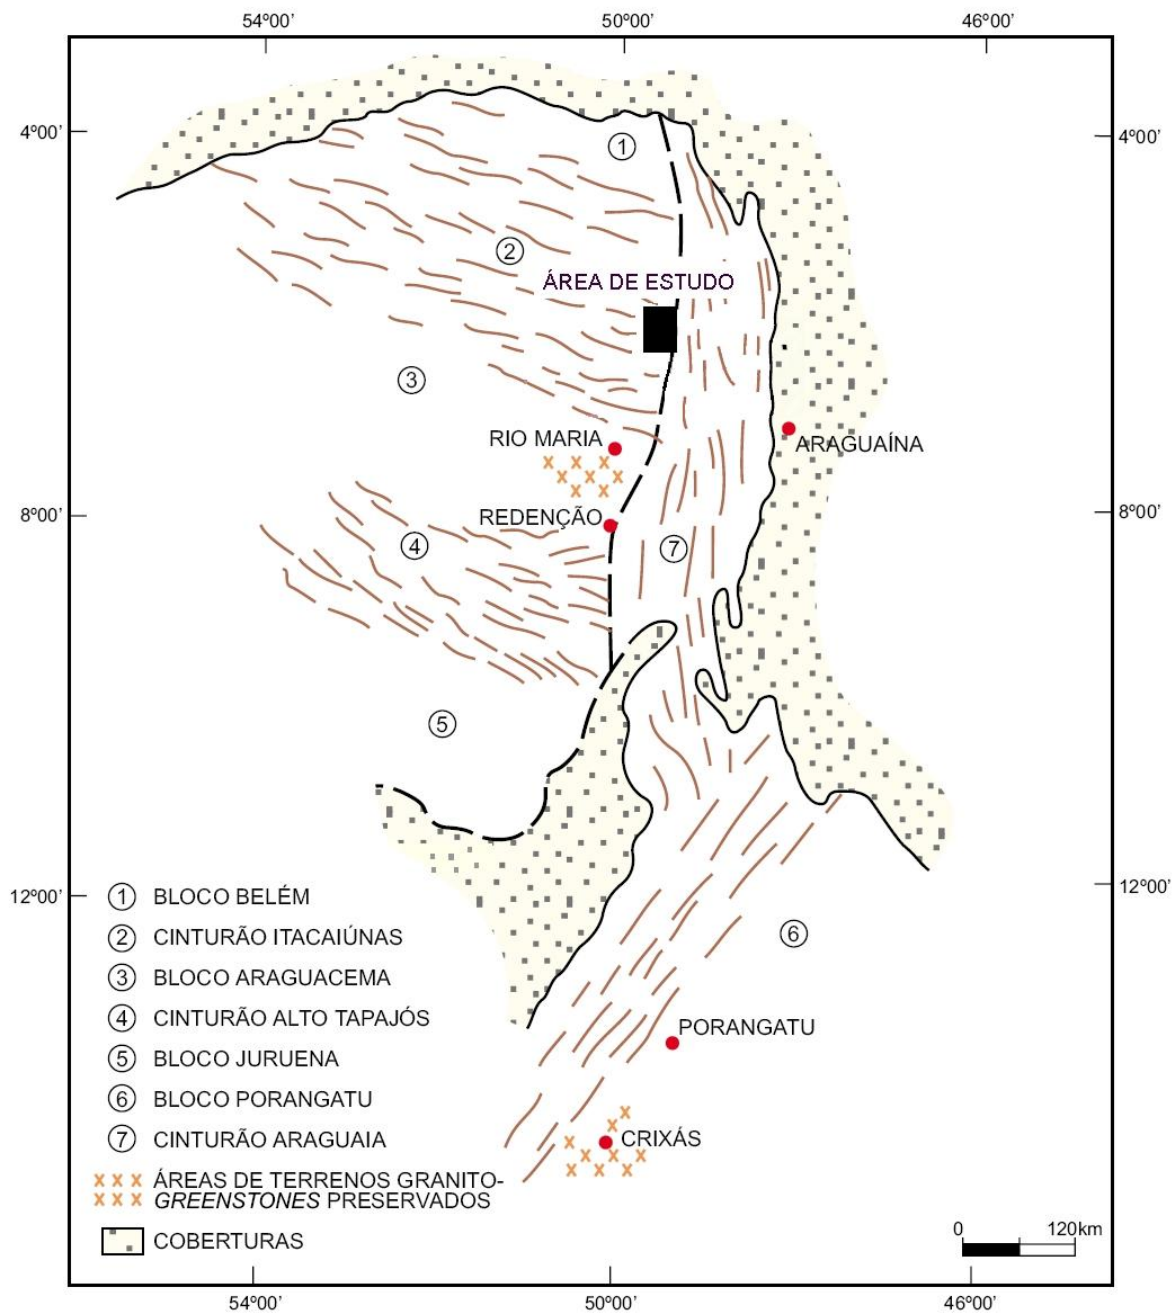 54º00'
50º00'
46º00'
4º00'
4º00'
1
2
ÁREA DE ESTUDO
3
RIO MARIA
ARAGUAÍNA
8º00'
REDENÇÃO
8º00'
4
7
5
12º00'
12º00'
6
1 BLOCO BELÉM
2 CINTURÃO ITACAIÚNAS
3 BLOCO ARAGUACEMA
4 CINTURÃO ALTO TAPAJÓS
5 BLOCO JURUENA
6 BLOCO PORANGATU
7 CINTURÃO ARAGUAIA
ÁREAS DE TERRENOS GRANITO-
GREENSTONES PRESERVADOS
COBERTURAS
PORANGATU
CRIXÁS
0 120km
54º00'
50º00'
46º00'